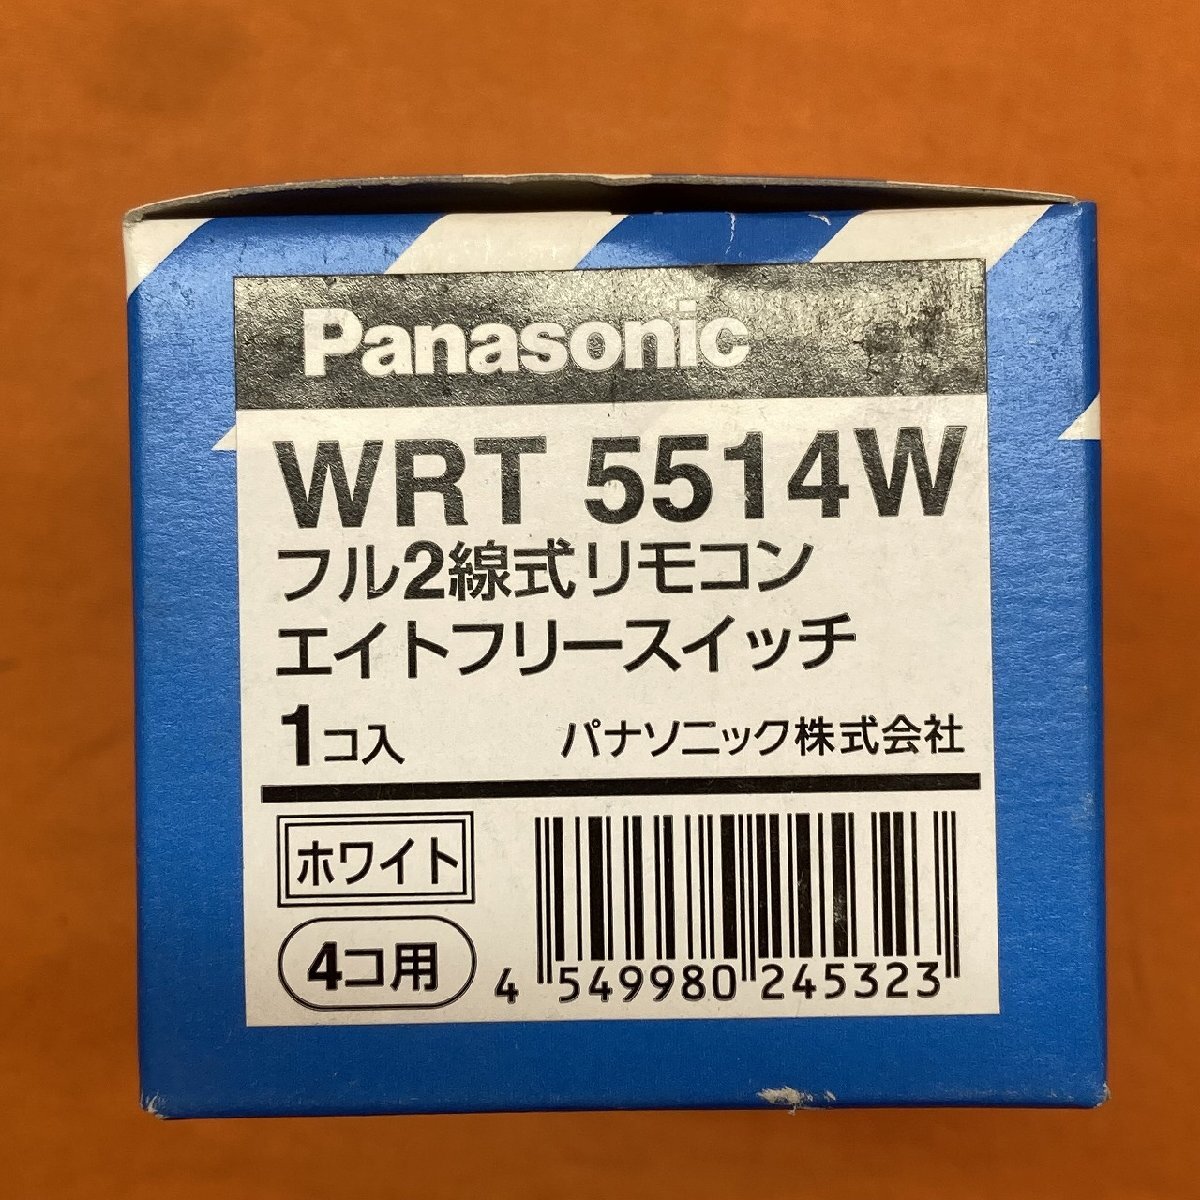 Panasonic
WRT 5514W
フル2線式リモコン
エイトフリースイッチ
1コ入 パナソニック株式会社
ホワイト
4コ用
4 549980 245323